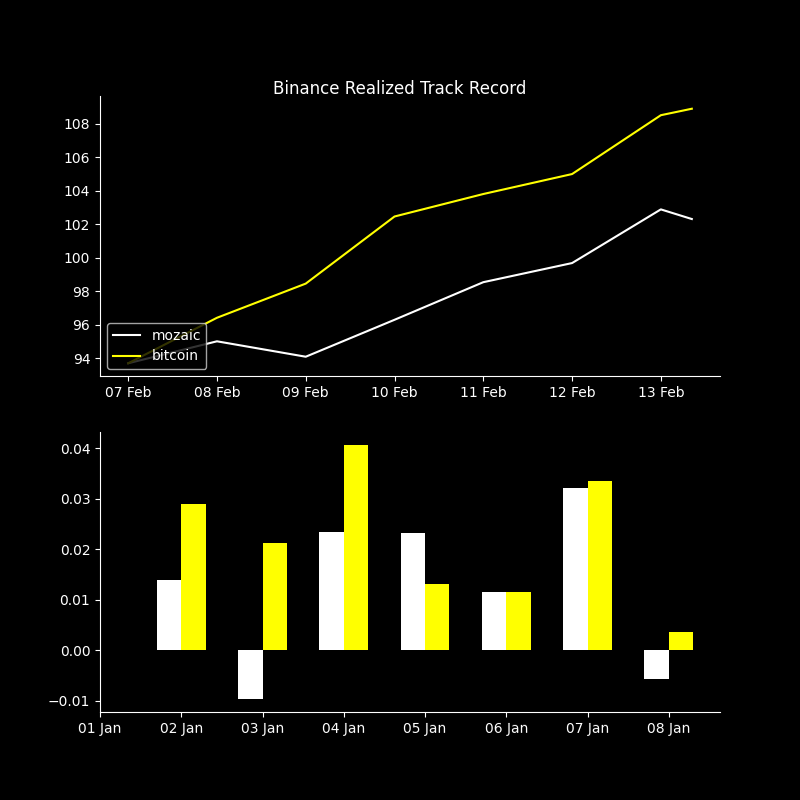 Binance Realized Track Record
108
106
104
102
100
98
96
94
mozaic
bitcoin
07 Feb 08 Feb 09 Feb 10 Feb 11 Feb 12 Feb 13 Feb
0.04
0.03
0.02
0.01
0.00
−0.01
01 Jan 02 Jan 03 Jan 04 Jan 05 Jan 06 Jan 07 Jan 08 Jan